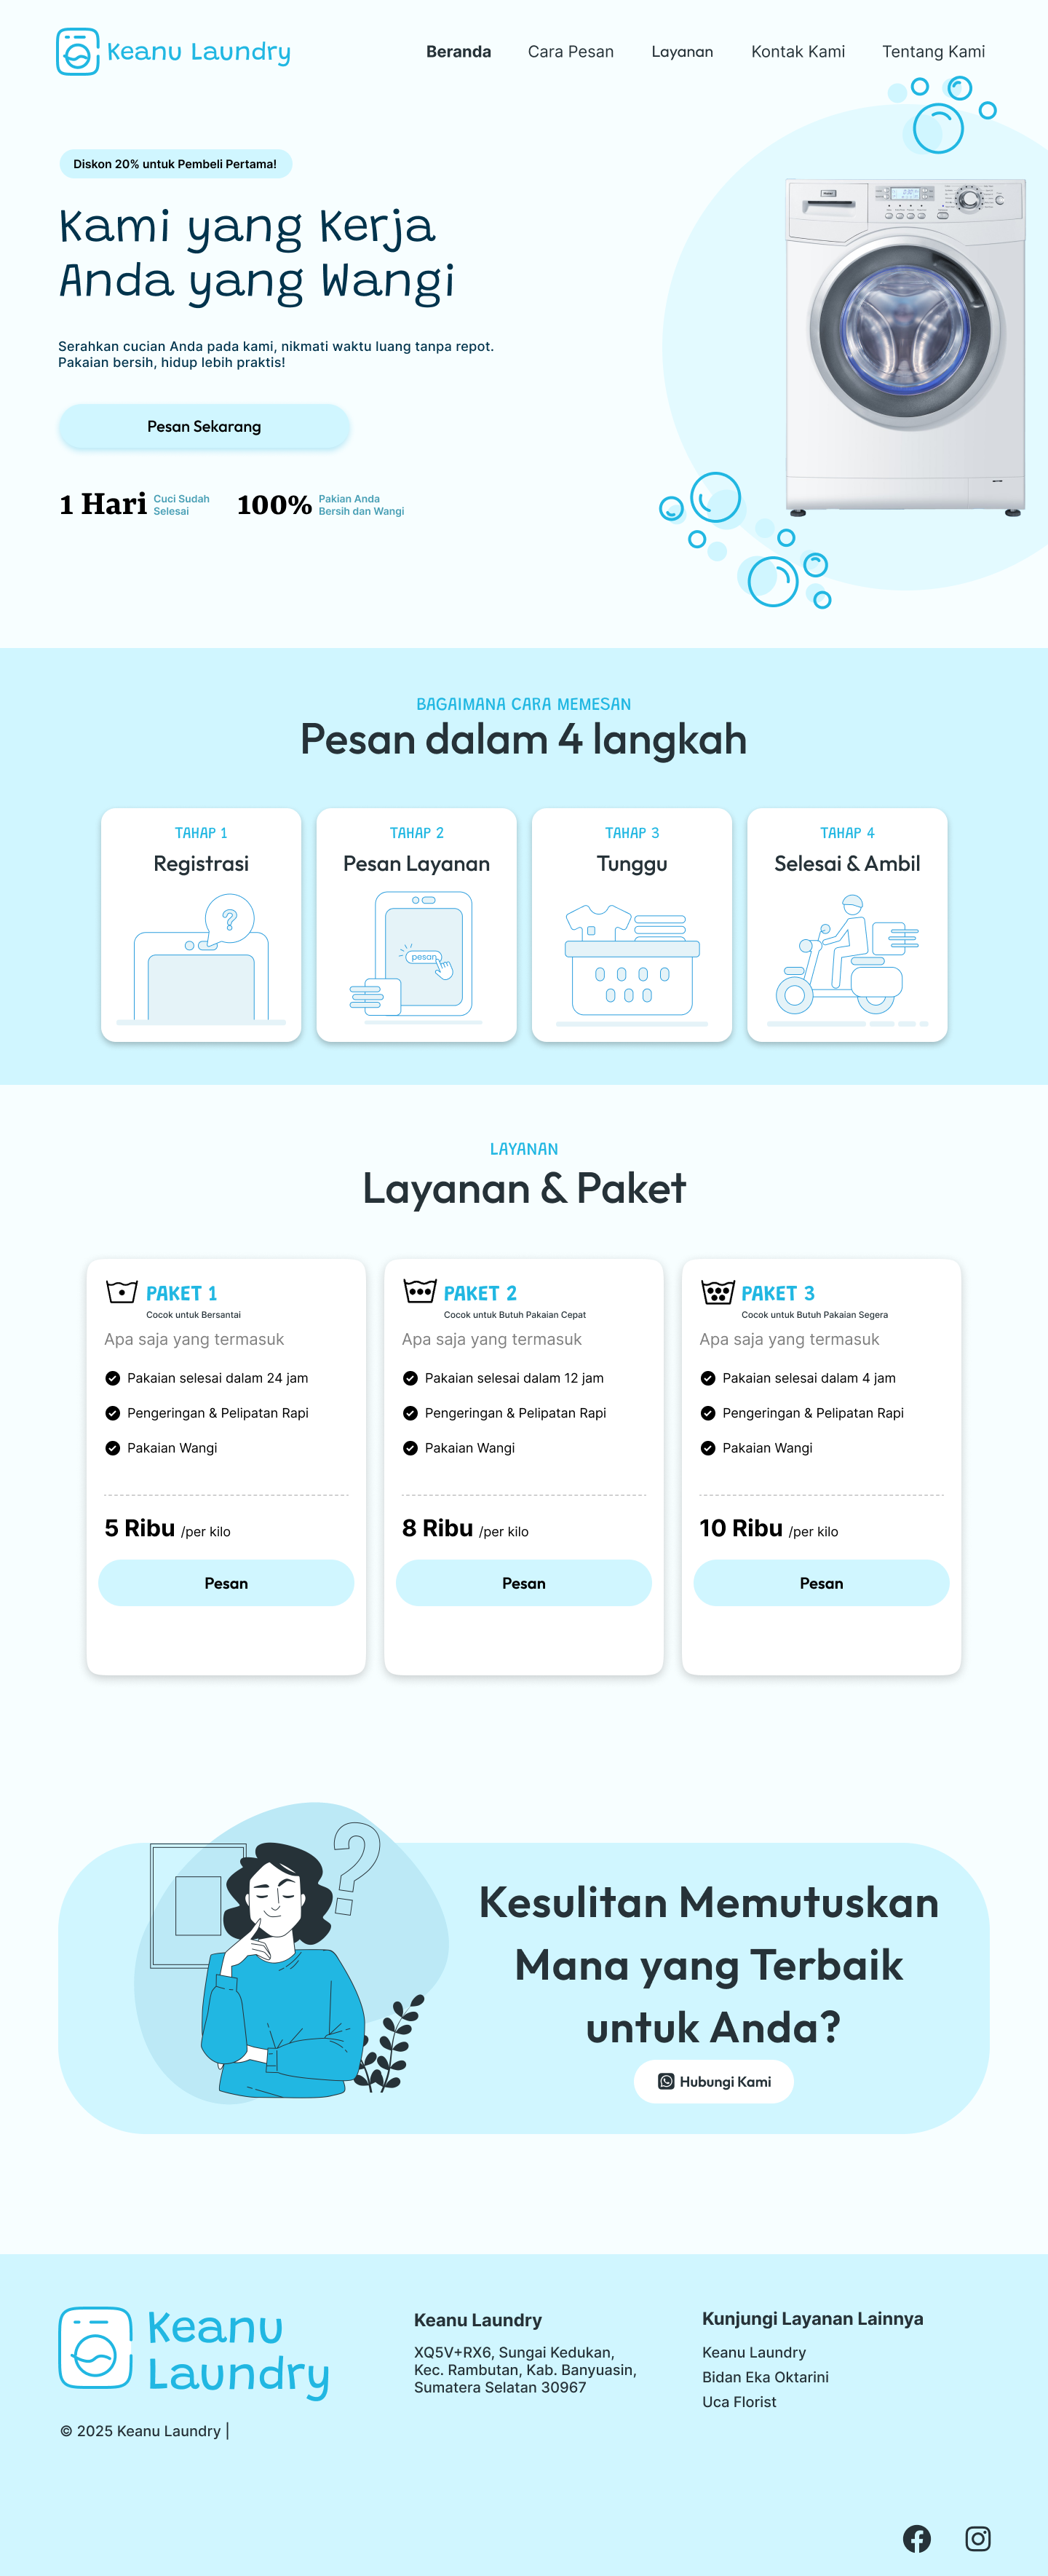 Keanu Laundry
Beranda
Cara Pesan
Layanan
Kontak Kami
Tentang Kami
Diskon 20% untuk Pembeli Pertama!
Kami yang Kerja
Anda yang Wangi
Serahkan cucian Anda pada kami, nikmati waktu luang tanpa repot.
Pakaian bersih, hidup lebih praktis!
Pesan Sekarang
1 Hari
Cuci Sudah
Selesai
100%
Pakian Anda
Bersih dan Wangi
BAGAIMANA CARA MEMESAN
Pesan dalam 4 langkah
TAHAP 1
Registrasi
?
TAHAP 2
Pesan Layanan
pesan
TAHAP 3
Tunggu
TAHAP 4
Selesai & Ambil
LAYANAN
Layanan & Paket
PAKET 1
Cocok untuk Bersantai
Apa saja yang termasuk
Pakaian selesai dalam 24 jam
Pengeringan & Pelipatan Rapi
Pakaian Wangi
5 Ribu /per kilo
Pesan
PAKET 2
Cocok untuk Butuh Pakaian Cepat
Apa saja yang termasuk
Pakaian selesai dalam 12 jam
Pengeringan & Pelipatan Rapi
Pakaian Wangi
8 Ribu /per kilo
Pesan
PAKET 3
Cocok untuk Butuh Pakaian Segera
Apa saja yang termasuk
Pakaian selesai dalam 4 jam
Pengeringan & Pelipatan Rapi
Pakaian Wangi
10 Ribu /per kilo
Pesan
?
Kesulitan Memutuskan
Mana yang Terbaik
untuk Anda?
Hubungi Kami
Keanu
Laundry
© 2025 Keanu Laundry |
Keanu Laundry
XQ5V+RX6, Sungai Kedukan,
Kec. Rambutan, Kab. Banyuasin,
Sumatera Selatan 30967
Kunjungi Layanan Lainnya
Keanu Laundry
Bidan Eka Oktarini
Uca Florist